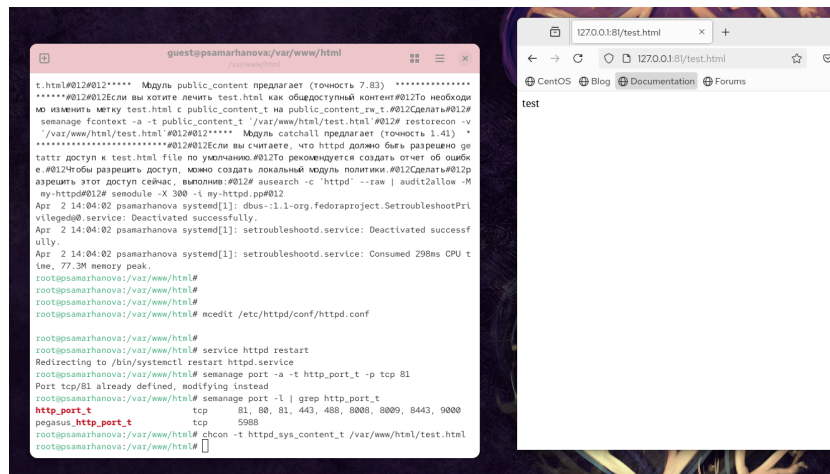 guest@psamarhanova:/var/www/html
/var/www/html
t.html#012#012***** Модуль public_content предлагает (точность 7.83) ***************
******#012#012Если вы хотите лечить test.html как общедоступный контент#012То необходи
мо изменить метку test.html с public_content_t на public_content_rw_t.#012Сделать#012#
semanage fcontext -a -t public_content_t '/var/www/html/test.html'#012# restorecon -v
'/var/www/html/test.html'#012#012***** Модуль catchall предлагает (точность 1.41) *
*************************#012#012Если вы считаете, что httpd должно быть разрешено ge
tattr доступ к test.html file по умолчанию.#012То рекомендуется создать отчет об ошибк
е.#012Чтобы разрешить доступ, можно создать локальный модуль политики.#012Сделать#012р
азрешить этот доступ сейчас, выполнив:#012# ausearch -c 'httpd' --raw | audit2allow -M
my-httpd#012# semodule -X 300 -i my-httpd.pp#012
Apr 2 14:04:02 psamarhanova systemd[1]: dbus-:1.1-org.fedoraproject.SetroubleshootPri
vileged@0.service: Deactivated successfully.
Apr 2 14:04:02 psamarhanova systemd[1]: setroubleshootd.service: Deactivated successf
ully.
Apr 2 14:04:02 psamarhanova systemd[1]: setroubleshootd.service: Consumed 298ms CPU t
ime, 77.3M memory peak.
root@psamarhanova:/var/www/html#
root@psamarhanova:/var/www/html#
root@psamarhanova:/var/www/html#
root@psamarhanova:/var/www/html# mcedit /etc/httpd/conf/httpd.conf
root@psamarhanova:/var/www/html#
root@psamarhanova:/var/www/html# service httpd restart
Redirecting to /bin/systemctl restart httpd.service
root@psamarhanova:/var/www/html# semanage port -a -t http_port_t -p tcp 81
Port tcp/81 already defined, modifying instead
root@psamarhanova:/var/www/html# semanage port -l | grep http_port_t
http_port_t tcp 81, 80, 81, 443, 488, 8008, 8009, 8443, 9000
pegasus_http_port_t tcp 5988
root@psamarhanova:/var/www/html# chcon -t httpd_sys_content_t /var/www/html/test.html
root@psamarhanova:/var/www/html#
127.0.0.1:81/test.html
127.0.0.1:81/test.html
CentOS Blog Documentation Forums
test